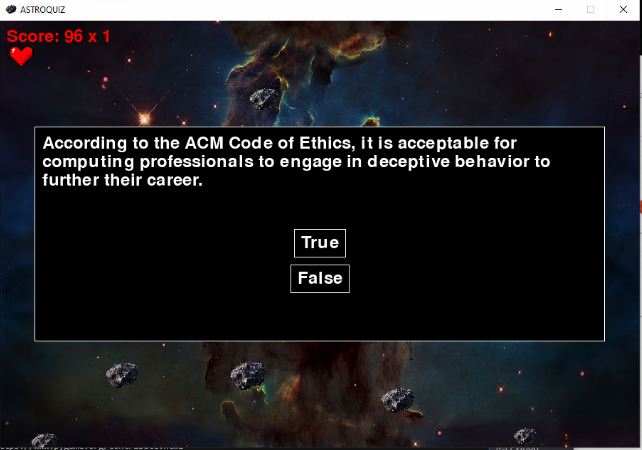 ASTROQUIZ
Score: 96 x 1
According to the ACM Code of Ethics, it is acceptable for
computing professionals to engage in deceptive behavior to
further their career.
True
False